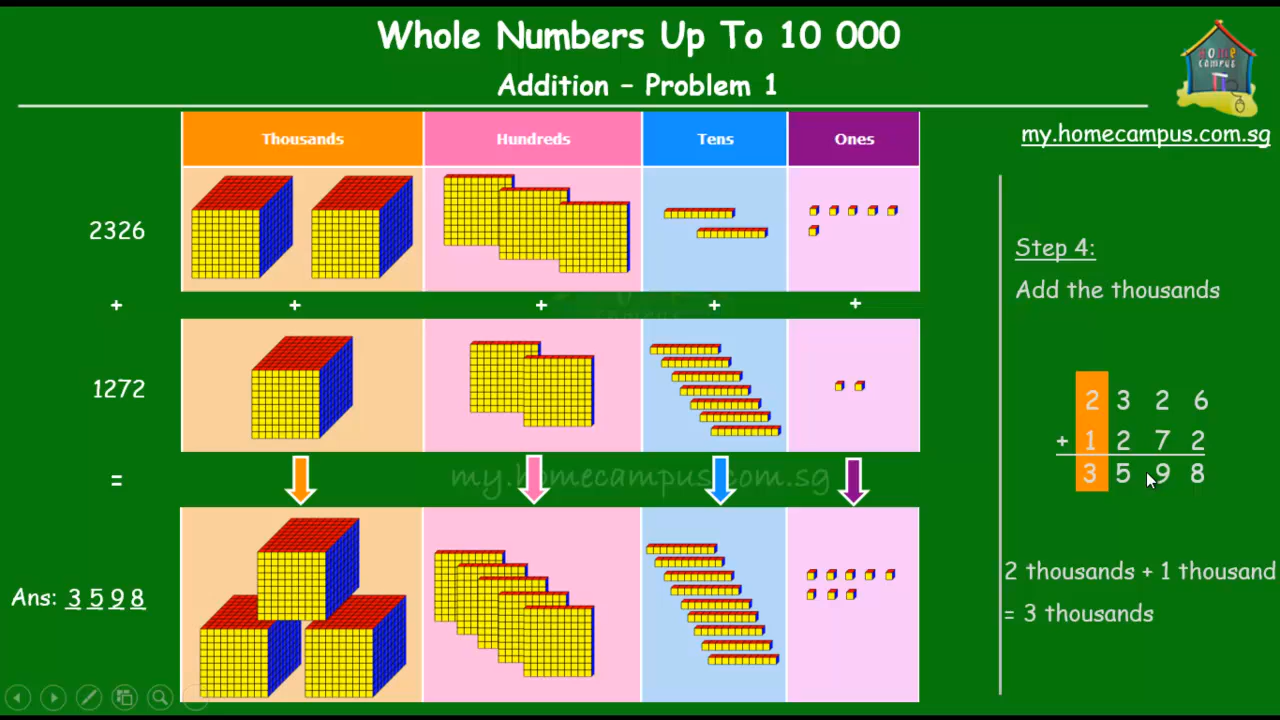 Whole Numbers Up To 10 000
Addition – Problem 1
HOME
campus
my.homecampus.com.sg
Thousands Hundreds Tens Ones
2326
+ + + + +
1272
=
my.homecampus.com.sg
Ans: 3 5 9 8
Step 4:
Add the thousands
2 3 2 6
+ 1 2 7 2
3 5 9 8
2 thousands + 1 thousand
= 3 thousands